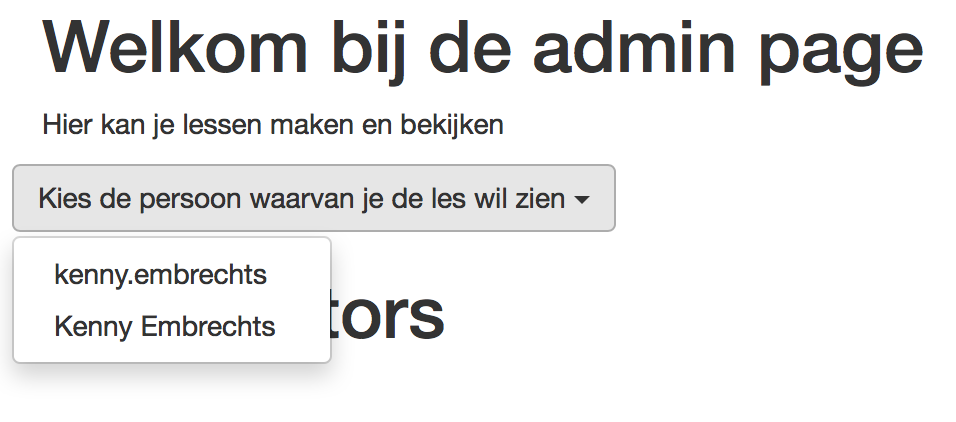 Welkom bij de admin page
Hier kan je lessen maken en bekijken
Kies de persoon waarvan je de les wil zien
kenny.embrechts
Kenny Embrechts
tors